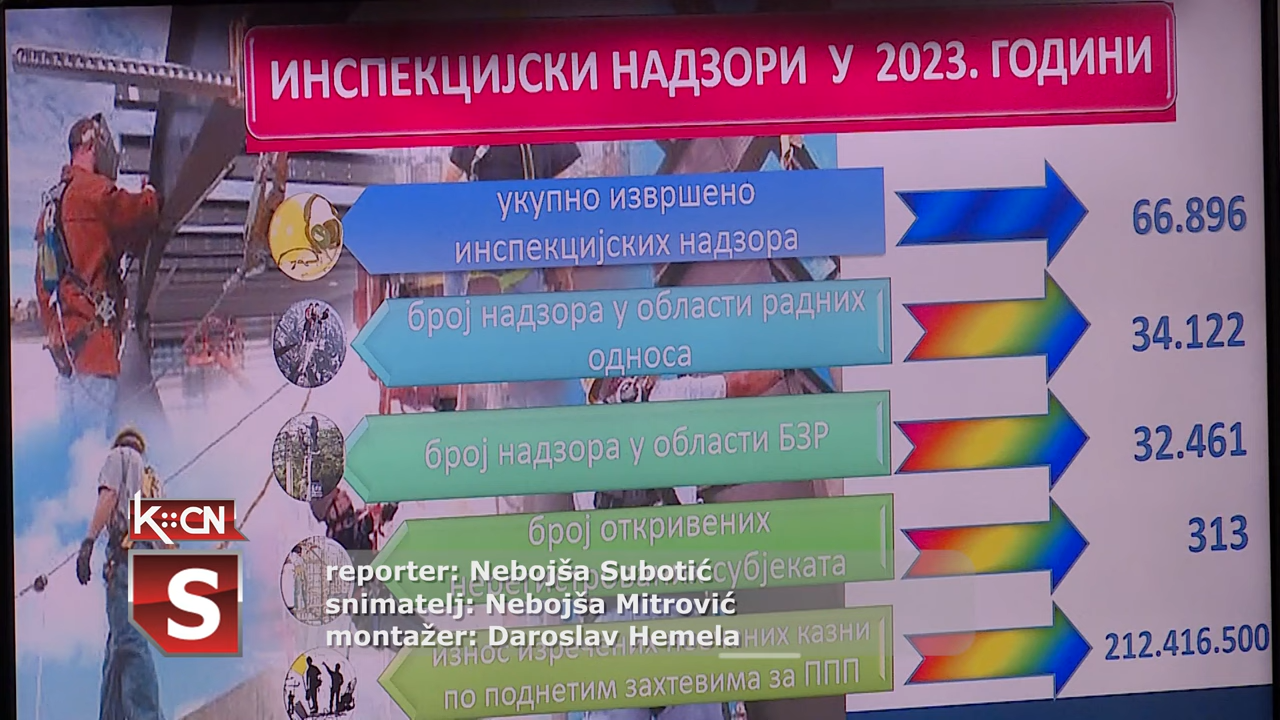 ИНСПЕКЦИЈСКИ НАДЗОРИ У 2023. ГОДИНИ
укупно извршено
инспекцијских надзора
66.896
број надзора у области радних
односа
34.122
број надзора у области БЗР
32.461
број откривених
субјеката
313
износ изречених казни
по поднетим захтевима за ППП
212.416.500
K::CN
S
reporter: Nebojša Subotić
snimatelj: Nebojša Mitrović
montažer: Daroslav Hemela